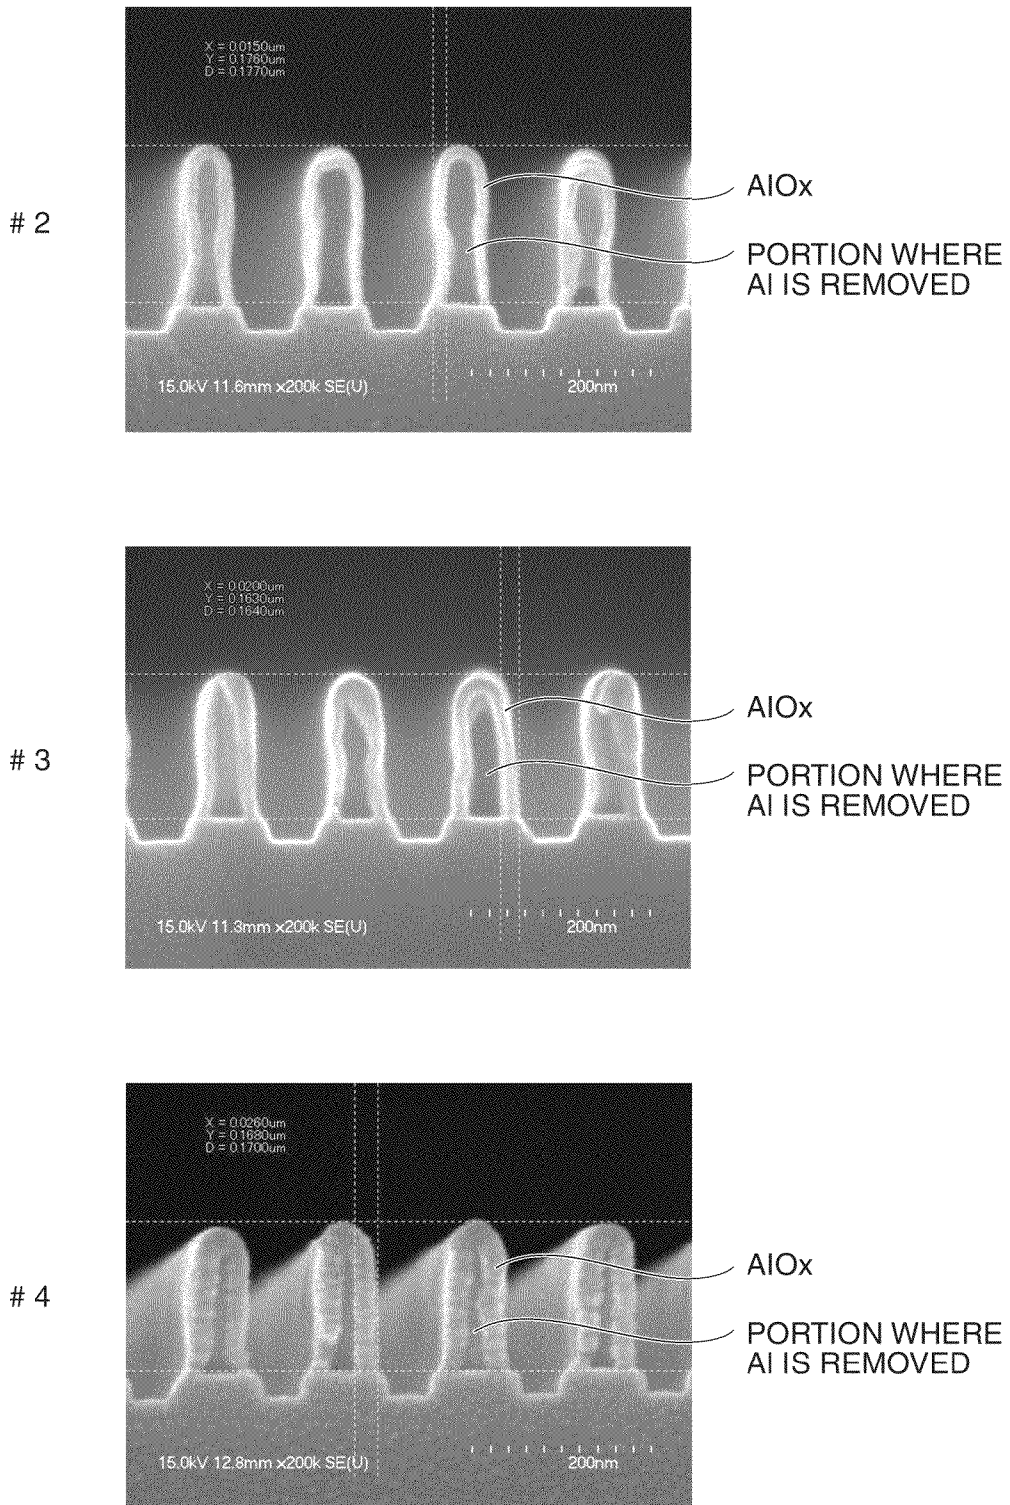 X = 0.0150um
Y = 0.1760um
D = 0.1770um
# 2
AlOx
PORTION WHERE
Al IS REMOVED
15.0kV 11.6mm x200k SE(U)
200nm
X = 0.0200um
Y = 0.1630um
D = 0.1640um
# 3
AlOx
PORTION WHERE
Al IS REMOVED
15.0kV 11.3mm x200k SE(U)
200nm
X = 0.0260um
Y = 0.1680um
D = 0.1700um
# 4
AlOx
PORTION WHERE
Al IS REMOVED
15.0kV 12.8mm x200k SE(U)
200nm